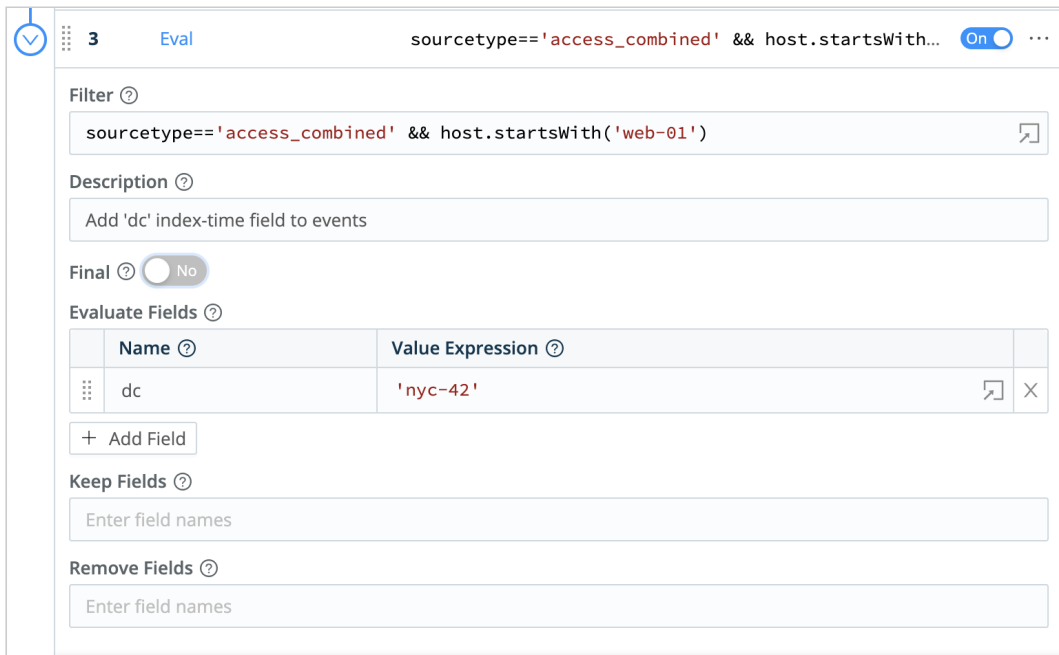 3 Eval sourcetype=='access_combined' && host.startsWith... On ...
Filter ?
sourcetype=='access_combined' && host.startsWith('web-01')
Description ?
Add 'dc' index-time field to events
Final ? No
Evaluate Fields ?
Name ? Value Expression ?
dc 'nyc-42' X
+ Add Field
Keep Fields ?
Enter field names
Remove Fields ?
Enter field names